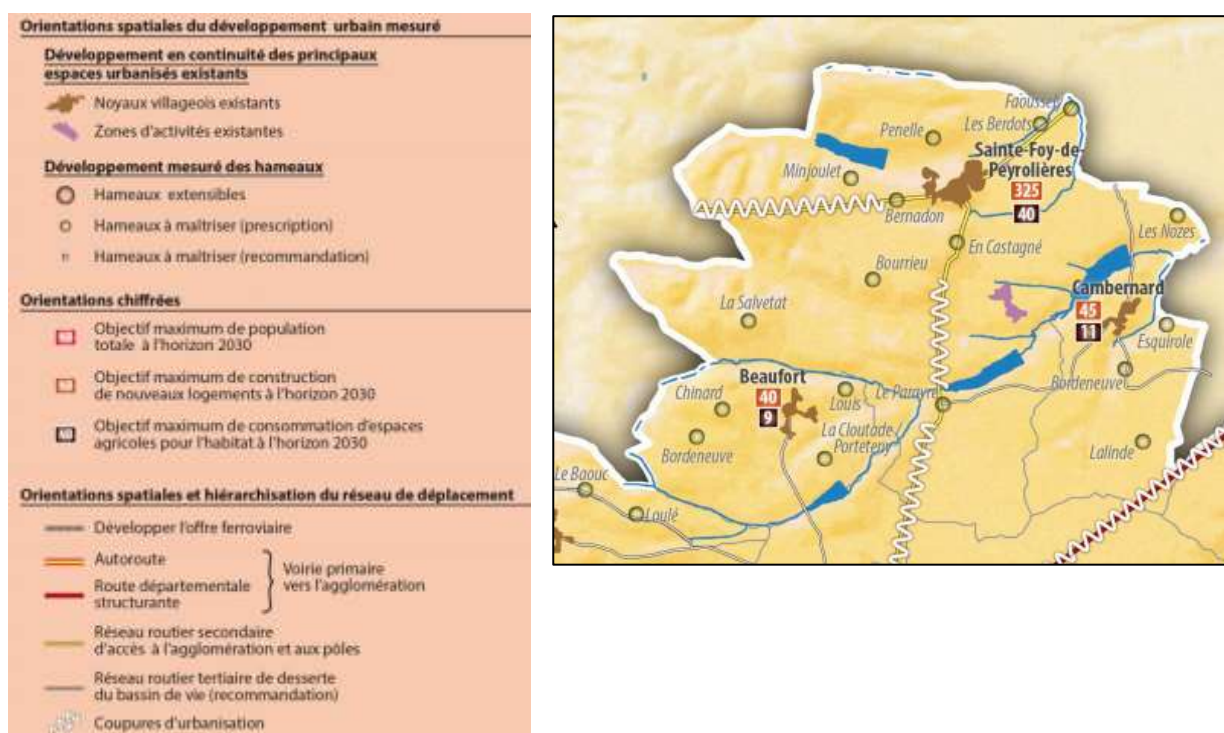 Orientations spatiales du développement urbain mesuré
Développement en continuité des principaux
espaces urbanisés existants
Noyaux villageois existants
Zones d'activités existantes
Développement mesuré des hameaux
Hameaux extensibles
Hameaux à maîtriser (prescription)
Hameaux à maîtriser (recommandation)
Orientations chiffrées
Objectif maximum de population
totale à l'horizon 2030
Objectif maximum de construction
de nouveaux logements à l'horizon 2030
Objectif maximum de consommation d'espaces
agricoles pour l'habitat à l'horizon 2030
Orientations spatiales et hiérarchisation du réseau de déplacement
Développer l'offre ferroviaire
Autoroute
Route départementale
structurante
Voirie primaire
vers l'agglomération
Réseau routier secondaire
d'accès à l'agglomération et aux pôles
Réseau routier tertiaire de desserte
du bassin de vie (recommandation)
Coupures d'urbanisation
Faousset
Les Berdots
Penelle
Sainte-Foy-de-
Peyrolières
325
40
Minjoulet
Bernadon
Les Nozes
En Castagné
Bourrieu
Cambernard
45
11
La Salvetat
Esquirole
Bordeneuve
Beaufort
40
9
Chinard
Louis
Le Parayré
La Cloutade
Porteteny
Bordeneuve
Lalinde
Le Baouc
Loulé